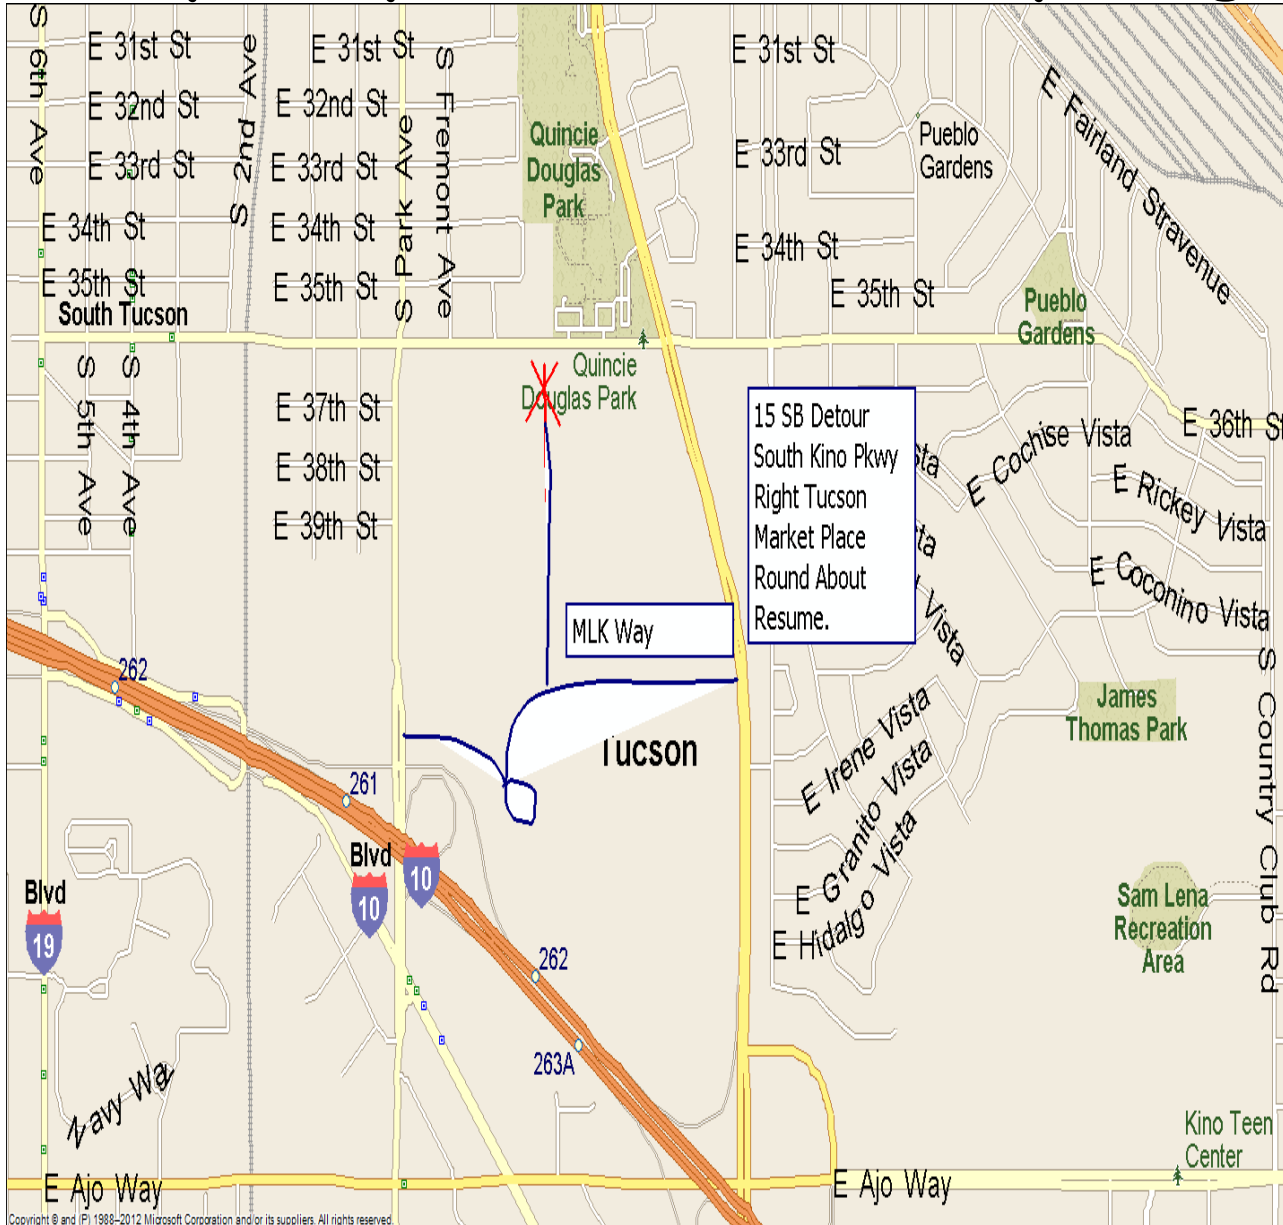 S 6th Ave
E 31st St
S 2nd Ave
E 31st St
S Fremont Ave
E 31st St
E Fairland Stravenue
E 32nd St
E 32nd St
Pueblo
Gardens
Quincie
Douglas
Park
E 33rd St
E 33rd St
S Park Ave
E 33rd St
E 34th St
E 34th St
E 34th St
E 35th St
E 35th St
E 35th St
Pueblo
Gardens
South Tucson
Quincie
Douglas Park
S 5th Ave
S 4th Ave
E 37th St
E 38th St
E 39th St
15 SB Detour
South Kino Pkwy
Right Tucson
Market Place
Round About
Resume.
sta
E Cochise Vista
E 36th St
E Rickey Vista
ta
E Coconino Vista
Vista
MLK Way
S Country Club Rd
262
James
Thomas Park
Tucson
E Irene Vista
261
E Granito Vista
Blvd
10
Blvd
10
Blvd
19
E Hidalgo Vista
Sam Lena
Recreation
Area
262
263A
Navy Wa
Kino Teen
Center
E Ajo Way
E Ajo Way
Copyright © and (P) 1988–2012 Microsoft Corporation and/or its suppliers. All rights reserved.